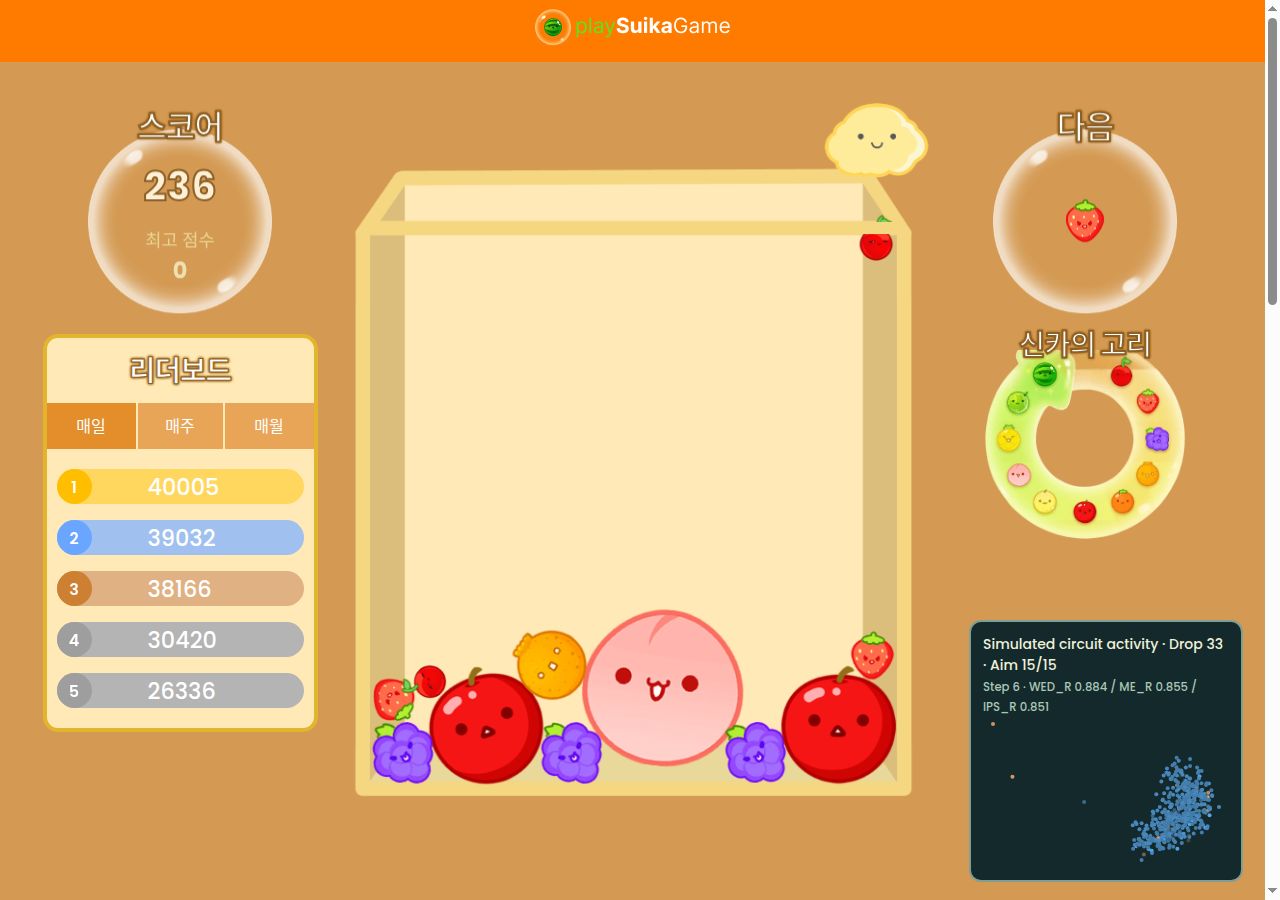 playSuikaGame
스코어
236
최고 점수
0
다음
리더보드
매일 매주 매월
1 40005
2 39032
3 38166
4 30420
5 26336
신카의 고리
Simulated circuit activity · Drop 33
· Aim 15/15
Step 6 · WED_R 0.884 / ME_R 0.855 /
IPS_R 0.851